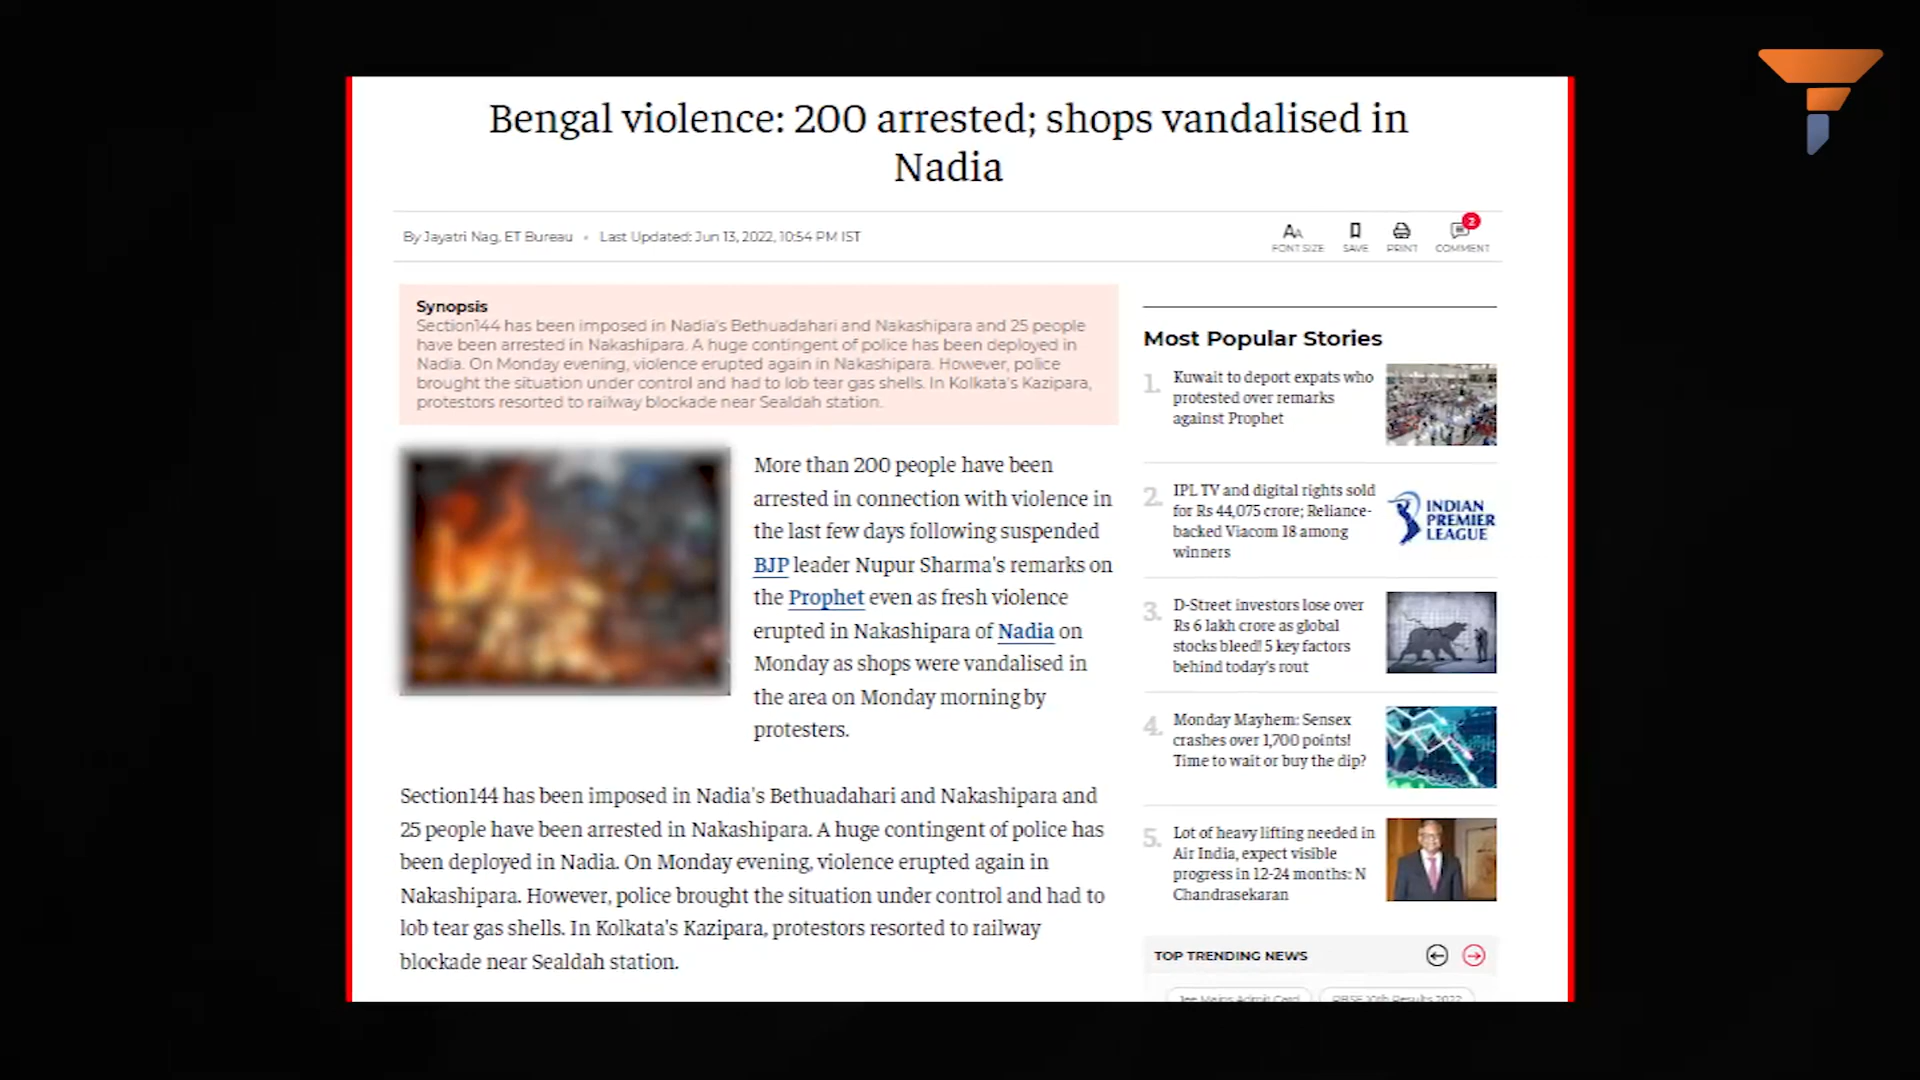 Bengal violence: 200 arrested; shops vandalised in
Nadia
By Jayatri Nag, ET Bureau • Last Updated: Jun 13, 2022, 10:54 PM IST
AA
FONT SIZE
SAVE
PRINT
2
COMMENT
Synopsis
Section144 has been imposed in Nadia's Bethuadahari and Nakashipara and 25 people
have been arrested in Nakashipara. A huge contingent of police has been deployed in
Nadia. On Monday evening, violence erupted again in Nakashipara. However, police
brought the situation under control and had to lob tear gas shells. In Kolkata's Kazipara,
protestors resorted to railway blockade near Sealdah station.
More than 200 people have been
arrested in connection with violence in
the last few days following suspended
BJP leader Nupur Sharma's remarks on
the Prophet even as fresh violence
erupted in Nakashipara of Nadia on
Monday as shops were vandalised in
the area on Monday morning by
protesters.
Section144 has been imposed in Nadia's Bethuadahari and Nakashipara and
25 people have been arrested in Nakashipara. A huge contingent of police has
been deployed in Nadia. On Monday evening, violence erupted again in
Nakashipara. However, police brought the situation under control and had to
lob tear gas shells. In Kolkata's Kazipara, protestors resorted to railway
blockade near Sealdah station.
Most Popular Stories
1. Kuwait to deport expats who
protested over remarks
against Prophet
2. IPL TV and digital rights sold
for Rs 44,075 crore; Reliance-
backed Viacom 18 among
winners
INDIAN
PREMIER
LEAGUE
3. D-Street investors lose over
Rs 6 lakh crore as global
stocks bleed! 5 key factors
behind today's rout
4. Monday Mayhem: Sensex
crashes over 1,700 points!
Time to wait or buy the dip?
5. Lot of heavy lifting needed in
Air India, expect visible
progress in 12-24 months: N
Chandrasekaran
TOP TRENDING NEWS
Jee Mains Admit Card
RBSE 10th Results 2022